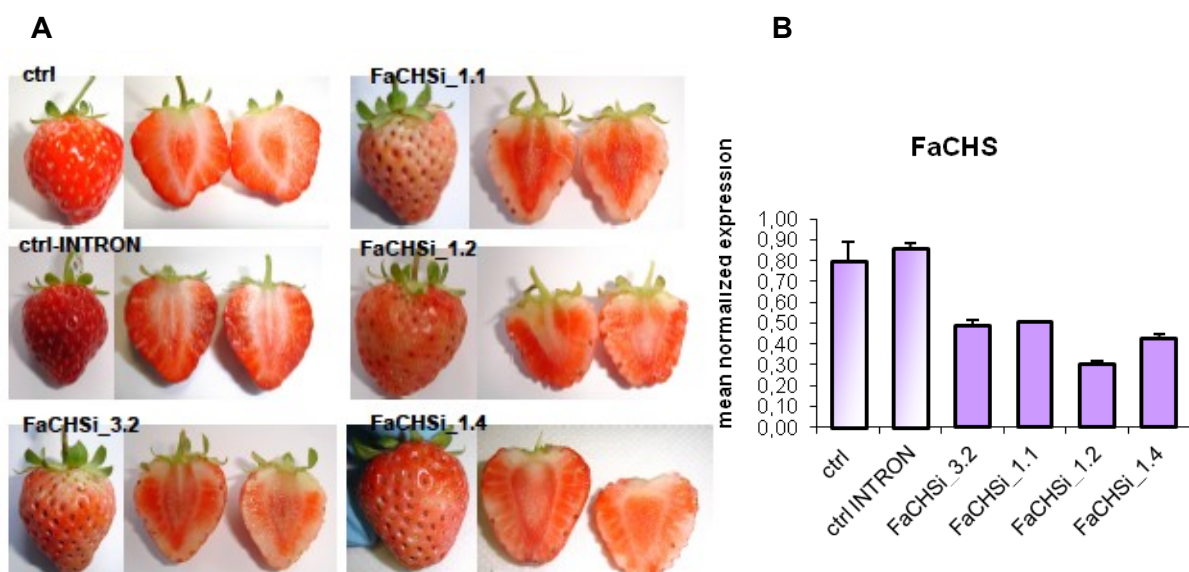 A
ctrl
FaCHSi_1.1
ctrl-INTRON
FaCHSi_1.2
FaCHSi_3.2
FaCHSi_1.4
B
FaCHS
mean normalized expression
1,00
0,90
0,80
0,70
0,60
0,50
0,40
0,30
0,20
0,10
0,00
ctrl
ctrl INTRON
FaCHSi_3.2
FaCHSi_1.1
FaCHSi_1.2
FaCHSi_1.4